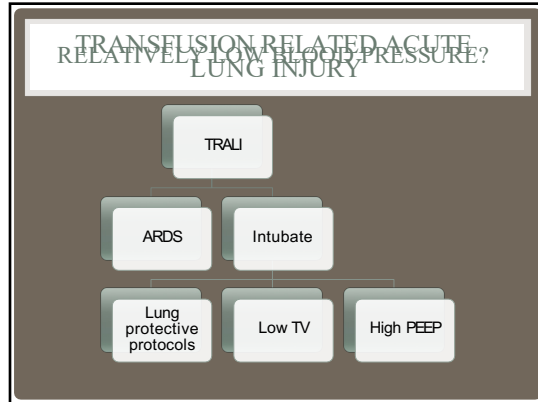 TRANSFUSION RELATED ACUTE
RELATIVELY LOW BLOOD PRESSURE?
LUNG INJURY
TRALI
ARDS
Intubate
Lung
protective
protocols
Low TV
High PEEP